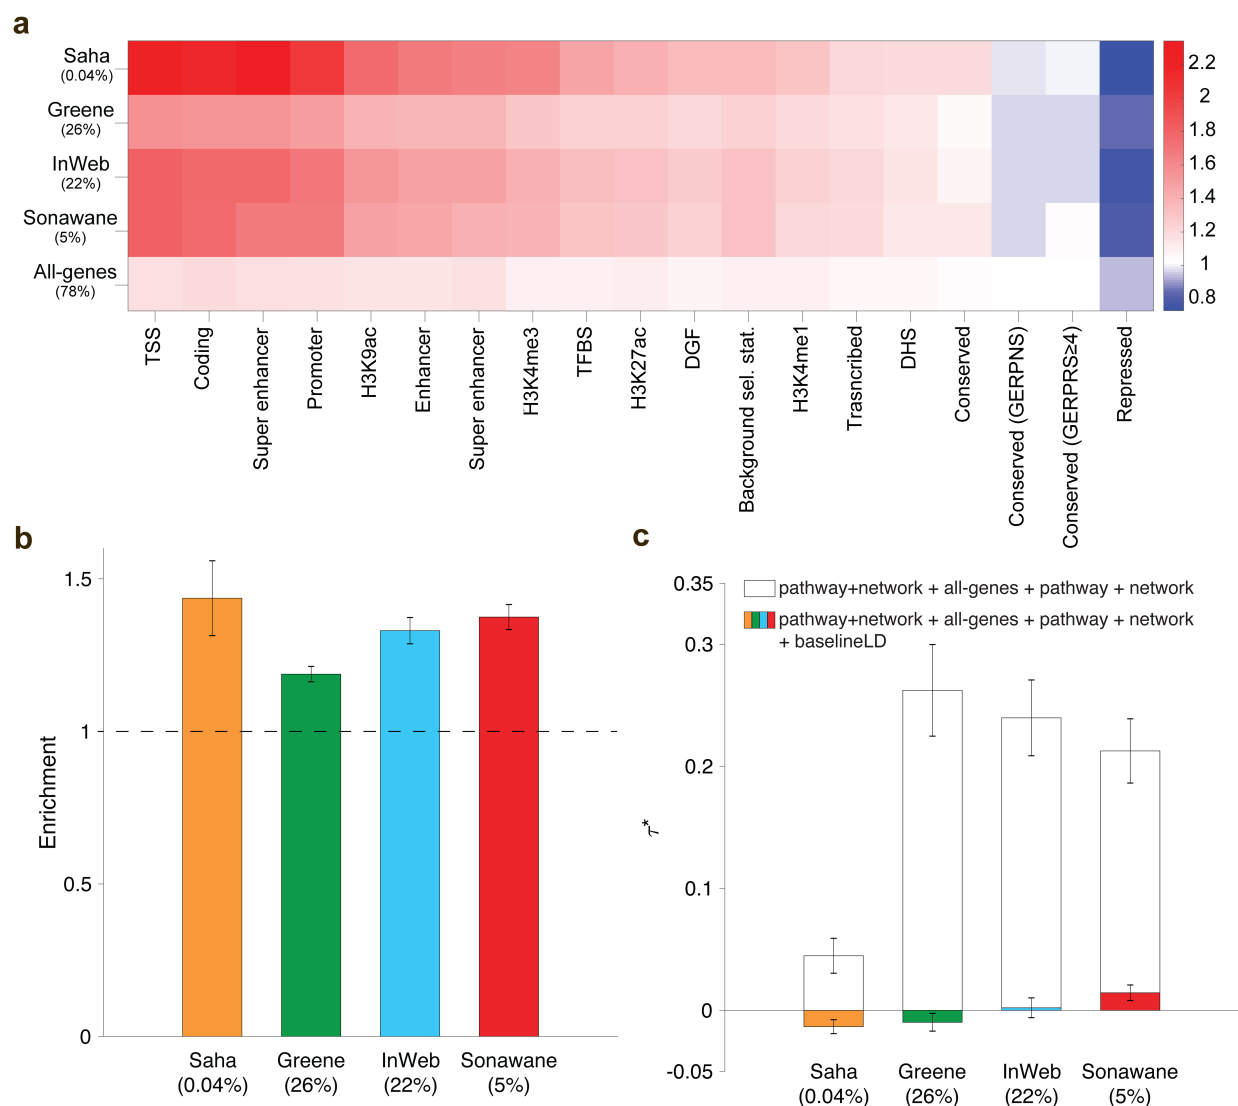 a
Saha
(0.04%)
Greene
(26%)
InWeb
(22%)
Sonawane
(5%)
All-genes
(78%)
2.2
2
1.8
1.6
1.4
1.2
1
0.8
TSS
Coding
Super enhancer
Promoter
H3K9ac
Enhancer
Super enhancer
H3K4me3
TFBS
H3K27ac
DGF
Background sel. stat.
H3K4me1
Trasncribed
DHS
Conserved
Conserved (GERPNS)
Conserved (GERPRS≥4)
Repressed
b
Enrichment
1.5
1
0.5
0
Saha
(0.04%)
Greene
(26%)
InWeb
(22%)
Sonawane
(5%)
c
pathway+network + all-genes + pathway + network
pathway+network + all-genes + pathway + network
+ baselineLD
τ*
0.35
0.3
0.2
0.1
0
-0.05
Saha
(0.04%)
Greene
(26%)
InWeb
(22%)
Sonawane
(5%)